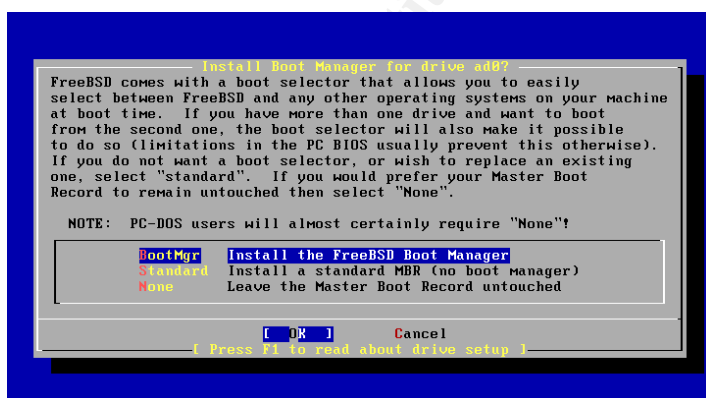 Install Boot Manager for drive ad0?
FreeBSD comes with a boot selector that allows you to easily
select between FreeBSD and any other operating systems on your machine
at boot time.  If you have more than one drive and want to boot
from the second one, the boot selector will also make it possible
to do so (limitations in the PC BIOS usually prevent this otherwise).
If you do not want a boot selector, or wish to replace an existing
one, select "standard".  If you would prefer your Master Boot
Record to remain untouched then select "None".
NOTE:  PC-DOS users will almost certainly require "None"!
BootMgr   Install the FreeBSD Boot Manager
Standard  Install a standard MBR (no boot manager)
None      Leave the Master Boot Record untouched
[  OK  ]       Cancel
[ Press F1 to read about drive setup ]